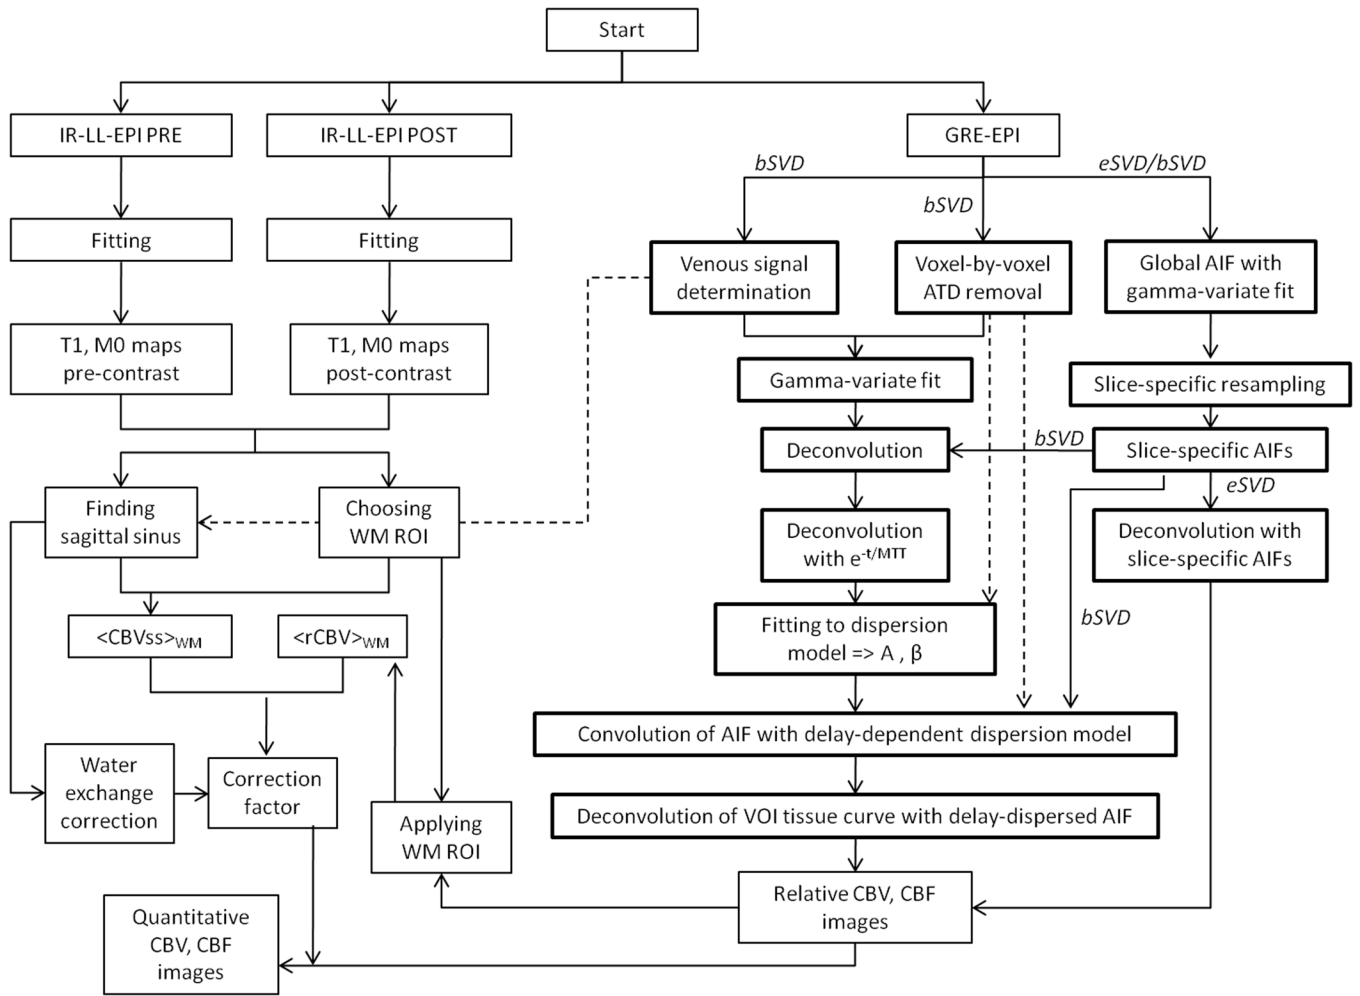 Start
IR-LL-EPI PRE
IR-LL-EPI POST
GRE-EPI
bSVD
eSVD/bSVD
bSVD
Fitting
Fitting
Venous signal
determination
Voxel-by-voxel
ATD removal
Global AIF with
gamma-variate fit
T1, M0 maps
pre-contrast
T1, M0 maps
post-contrast
Gamma-variate fit
Slice-specific resampling
Deconvolution
bSVD
Slice-specific AIFs
eSVD
Finding
sagittal sinus
Choosing
WM ROI
Deconvolution
with e-t/MTT
Deconvolution with
slice-specific AIFs
bSVD
<CBVss>WM
<rCBV>WM
Fitting to dispersion
model => A , β
Convolution of AIF with delay-dependent dispersion model
Water
exchange
correction
Correction
factor
Applying
WM ROI
Deconvolution of VOI tissue curve with delay-dispersed AIF
Relative CBV, CBF
images
Quantitative
CBV, CBF
images